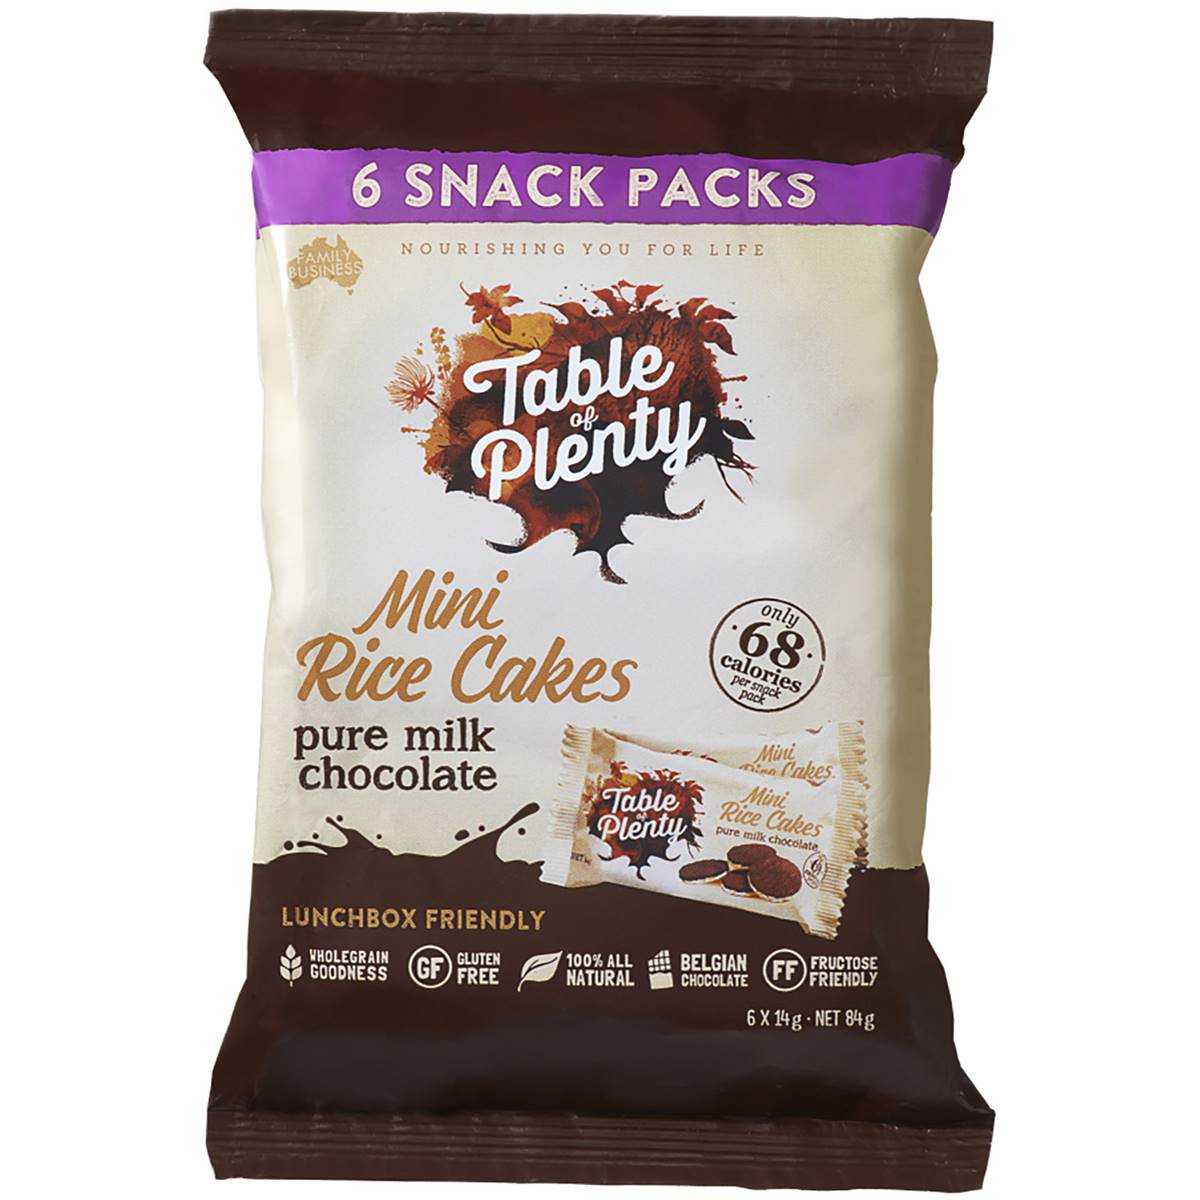 6 SNACK PACKS
NOURISHING YOU FOR LIFE
FAMILY
BUSINESS
Table
of
Plenty
Mini
Rice Cakes
pure milk
chocolate
only
·68·
calories
per snack
pack
Mini
Rice Cakes
Table
of
Plenty
Mini
Rice Cakes
pure milk chocolate
LUNCHBOX FRIENDLY
WHOLEGRAIN
GOODNESS
GF
GLUTEN
FREE
100% ALL
NATURAL
BELGIAN
CHOCOLATE
FF
FRUCTOSE
FRIENDLY
6 X 14g · NET 84g